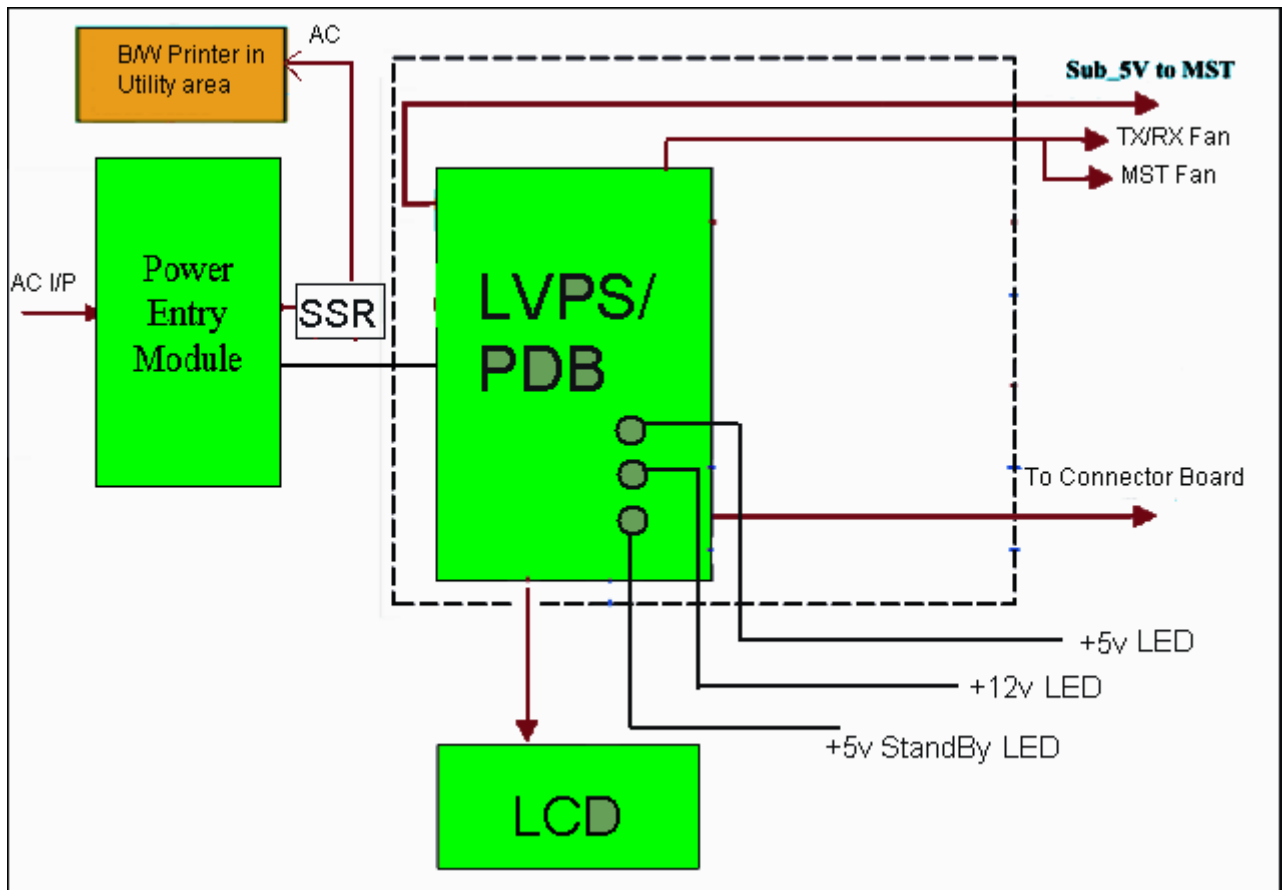 AC
B/W Printer in
Utility area
Sub_5V to MST
TX/RX Fan
MST Fan
AC I/P
Power
Entry
Module
SSR
LVPS/
PDB
To Connector Board
+5v LED
+12v LED
+5v StandBy LED
LCD